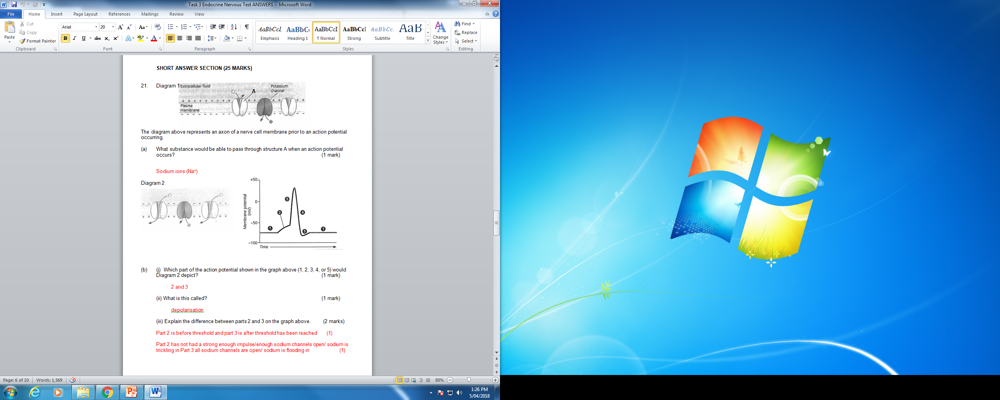 Task 3 Endocrine Nervous Test ANSWERS - Microsoft Word
File Home Insert Page Layout References Mailings Review View
Paste
Cut
Copy
Format Painter
Clipboard
Arial 20
Font
Paragraph
AaBbCcI AaBbC AaBbCcI AaBbCcI AaBbCc. AaB
Emphasis Heading 1 ¶ Normal Strong Subtitle Title
Styles
Change Styles
Find
Replace
Select
Editing
SHORT ANSWER SECTION (25 MARKS)
21. Diagram 1
Extracellular fluid
A
Potassium
channel
Plasma
membrane
The diagram above represents an axon of a nerve cell membrane prior to an action potential
occurring.
(a) What substance would be able to pass through structure A when an action potential
occurs? (1 mark)
Sodium ions (Na⁺)
Diagram 2
Membrane potential
(mV)
+50
0
−50
−100
1 2 3 4 5 1
Time
(b) (i) Which part of the action potential shown in the graph above (1, 2, 3, 4, or 5) would
Diagram 2 depict? (1 mark)
2 and 3
(ii) What is this called? (1 mark)
depolarisation
(iii) Explain the difference between parts 2 and 3 on the graph above. (2 marks)
Part 2 is before threshold and part 3 is after threshold has been reached (1)
Part 2 has not had a strong enough impulse/enough sodium channels open/ sodium is
trickling in Part 3 all sodium channels are open/ sodium is flooding in (1)
Page: 6 of 10 Words: 1,569
80%
1:26 PM
5/04/2018